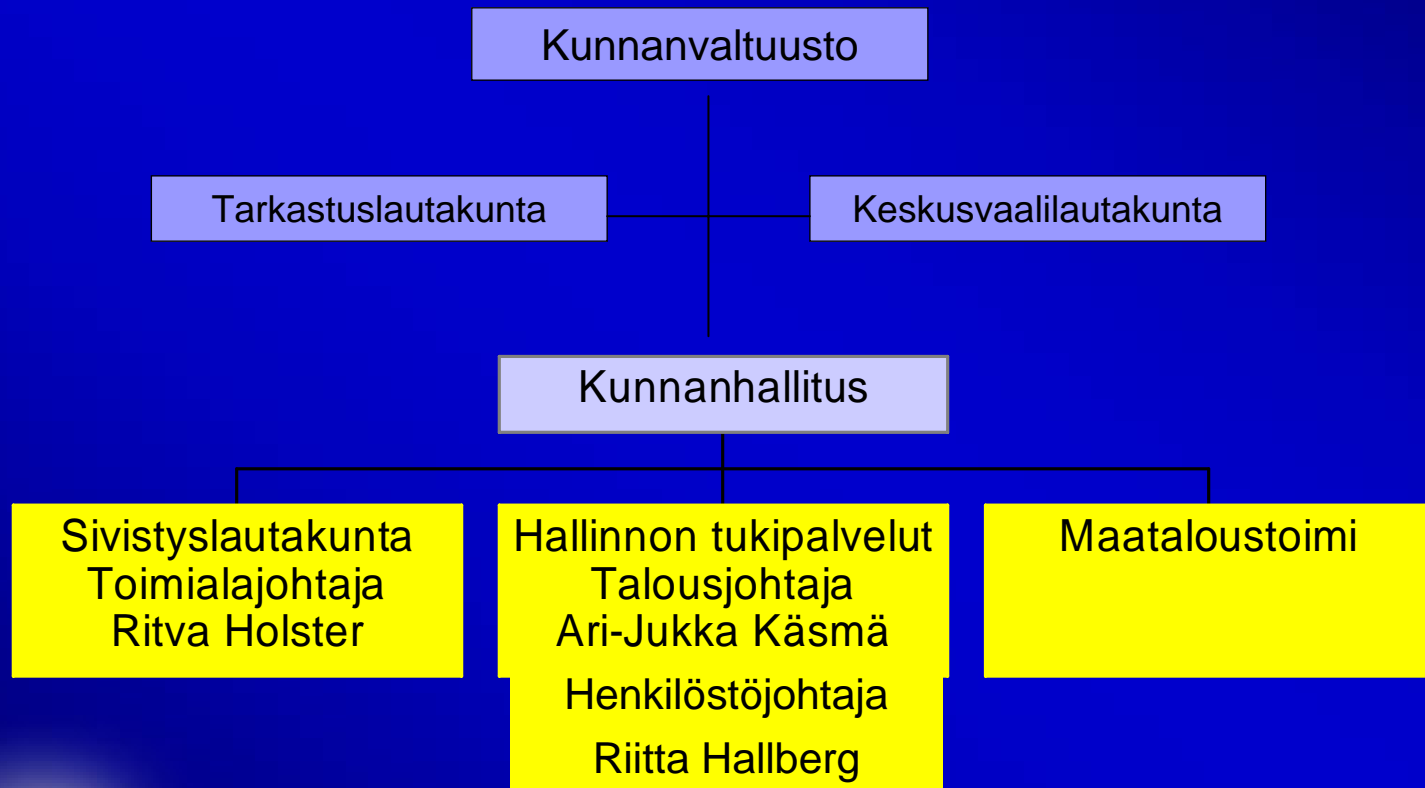 Kunnanvaltuusto
Tarkastuslautakunta
Keskusvaalilautakunta
Kunnanhallitus
Sivistyslautakunta
Toimialajohtaja
Ritva Holster
Hallinnon tukipalvelut
Talousjohtaja
Ari-Jukka Käsmä
Henkilöstöjohtaja
Riitta Hallberg
Maataloustoimi